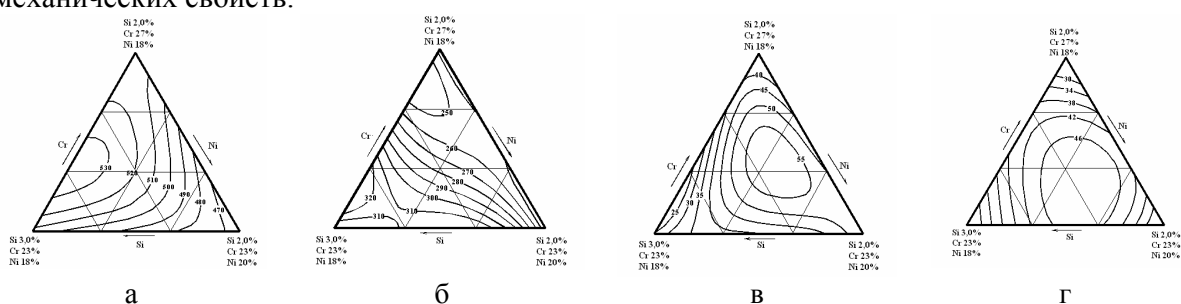 механических свойств.
Si 2,0%
Cr 27%
Ni 18%
Cr
Ni
530
520
510
500
490
480
470
Si
Si 3,0%
Cr 23%
Ni 18%
Si 2,0%
Cr 23%
Ni 20%
а
Si 2,0%
Cr 27%
Ni 18%
Cr
Ni
250
260
270
280
290
300
310
320
310
Si
Si 3,0%
Cr 23%
Ni 18%
Si 2,0%
Cr 23%
Ni 20%
б
Si 2,0%
Cr 27%
Ni 18%
Cr
Ni
40
45
50
55
35
30
25
Si
Si 3,0%
Cr 23%
Ni 18%
Si 2,0%
Cr 23%
Ni 20%
в
Si 2,0%
Cr 27%
Ni 18%
Cr
Ni
30
34
38
42
46
Si
Si 3,0%
Cr 23%
Ni 18%
Si 2,0%
Cr 23%
Ni 20%
г